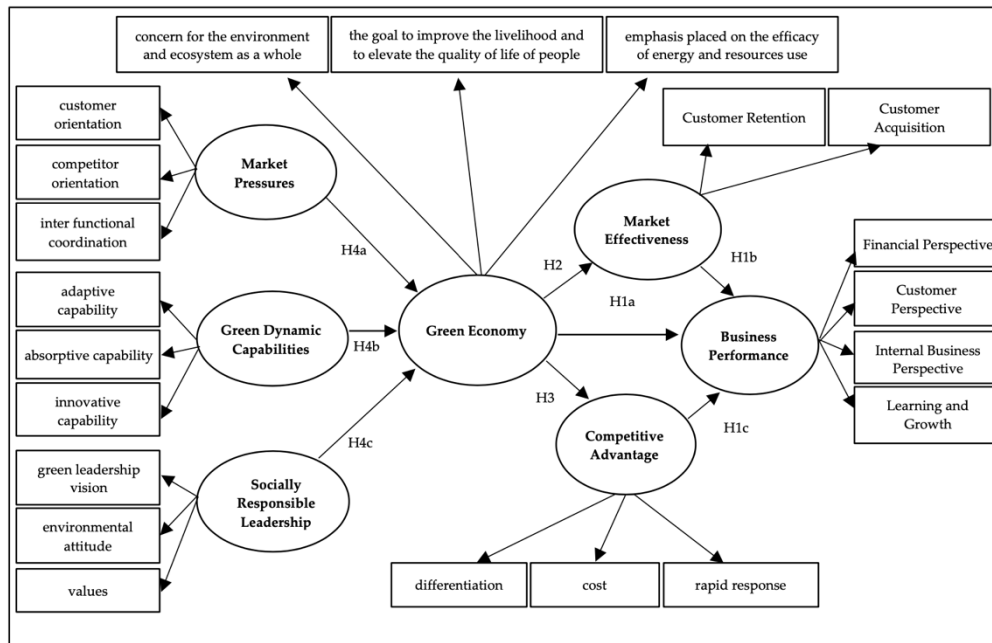 concern for the environment
and ecosystem as a whole
the goal to improve the livelihood and
to elevate the quality of life of people
emphasis placed on the efficacy
of energy and resources use
customer
orientation
competitor
orientation
inter functional
coordination
Market
Pressures
H4a
Customer Retention
Customer
Acquisition
Market
Effectiveness
H2
H1b
H1a
Financial Perspective
Customer
Perspective
Internal Business
Perspective
Learning and
Growth
adaptive
capability
absorptive capability
innovative
capability
Green Dynamic
Capabilities
H4b
Green Economy
Business
Performance
H3
H1c
Competitive
Advantage
green leadership
vision
environmental
attitude
values
Socially
Responsible
Leadership
H4c
differentiation
cost
rapid response